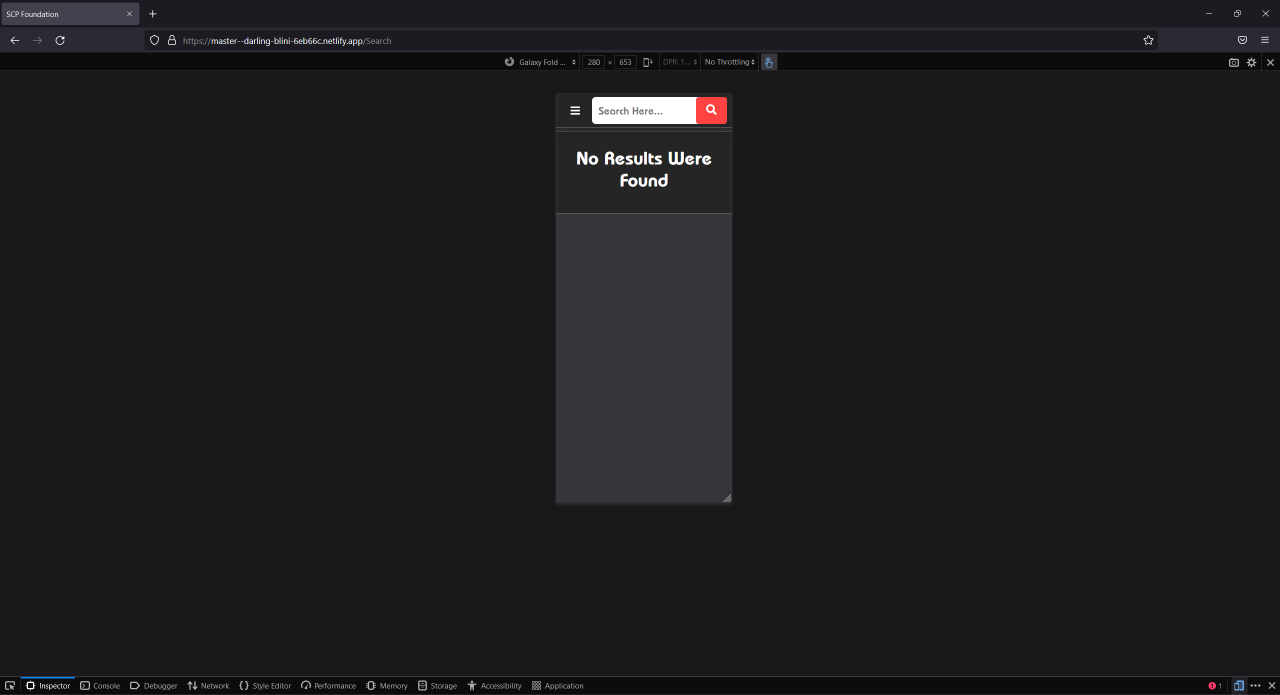 SCP Foundation
https://master--darling-blini-6eb66c.netlify.app/Search
Galaxy Fold ... 280 × 653 DPR: 1... No Throttling
Search Here...
No Results Were
Found
Inspector Console Debugger Network Style Editor Performance Memory Storage Accessibility Application 1